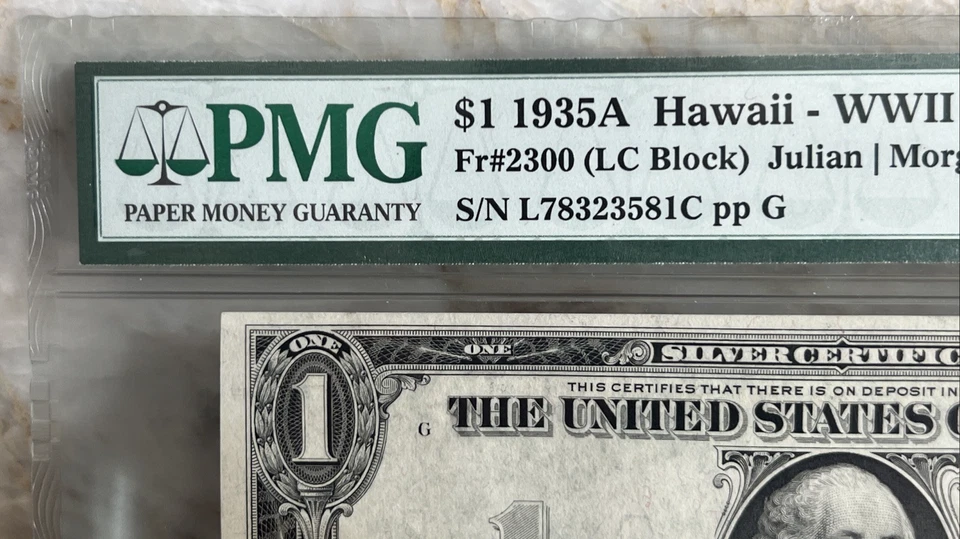 PMG
PAPER MONEY GUARANTY
$1 1935A Hawaii - WWII
Fr#2300 (LC Block) Julian | Morg
S/N L78323581C pp G
ONE
ONE
SILVER CERTIFIC
1
THIS CERTIFIES THAT THERE IS ON DEPOSIT IN
G
THE UNITED STATES O
1